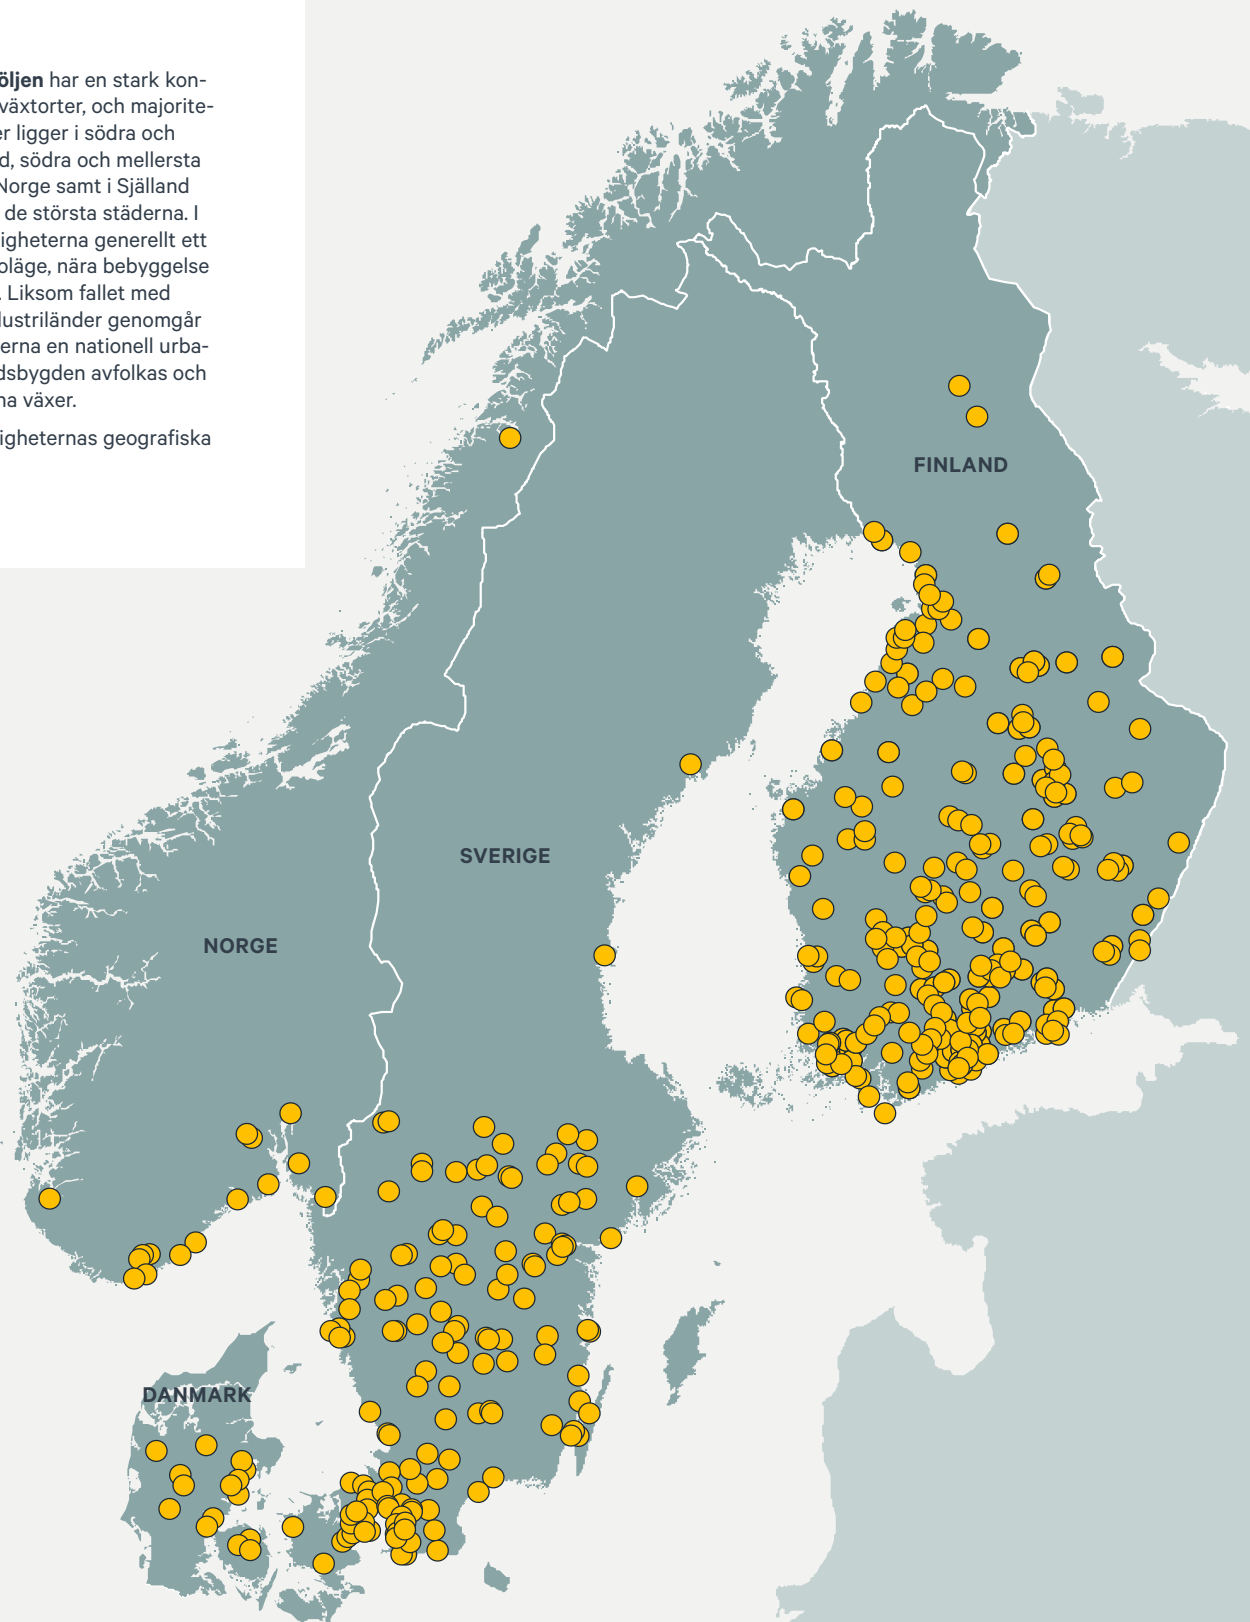 öljen har en stark kon-
växtorter, och majorite-
er ligger i södra och
d, södra och mellersta
Norge samt i Själland
de största städerna. I
igheterna generellt ett
oläge, nära bebyggelse
. Liksom fallet med
dustriländer genomgår
erna en nationell urba-
dsbygden avfolkas och
na växer.
igheternas geografiska
FINLAND
SVERIGE
NORGE
DANMARK